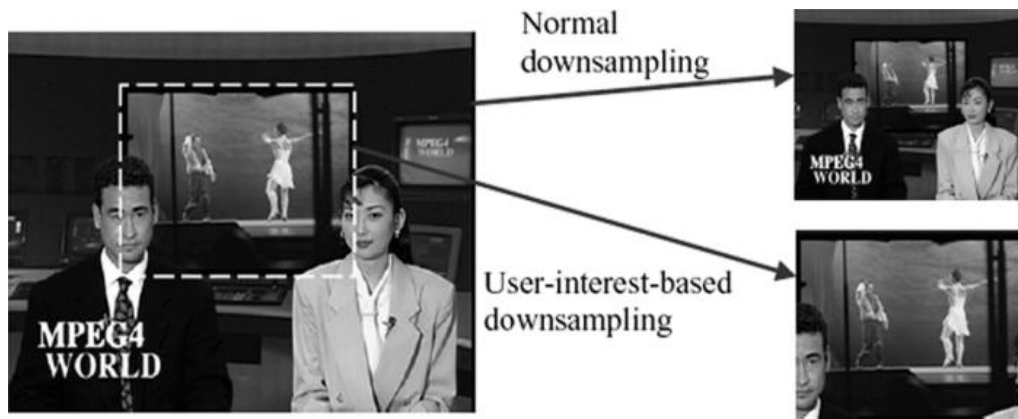 Normal
downsampling
MPEG4
WORLD
User-interest-based
downsampling
MPEG4
WORLD
MPEG4
WORLD